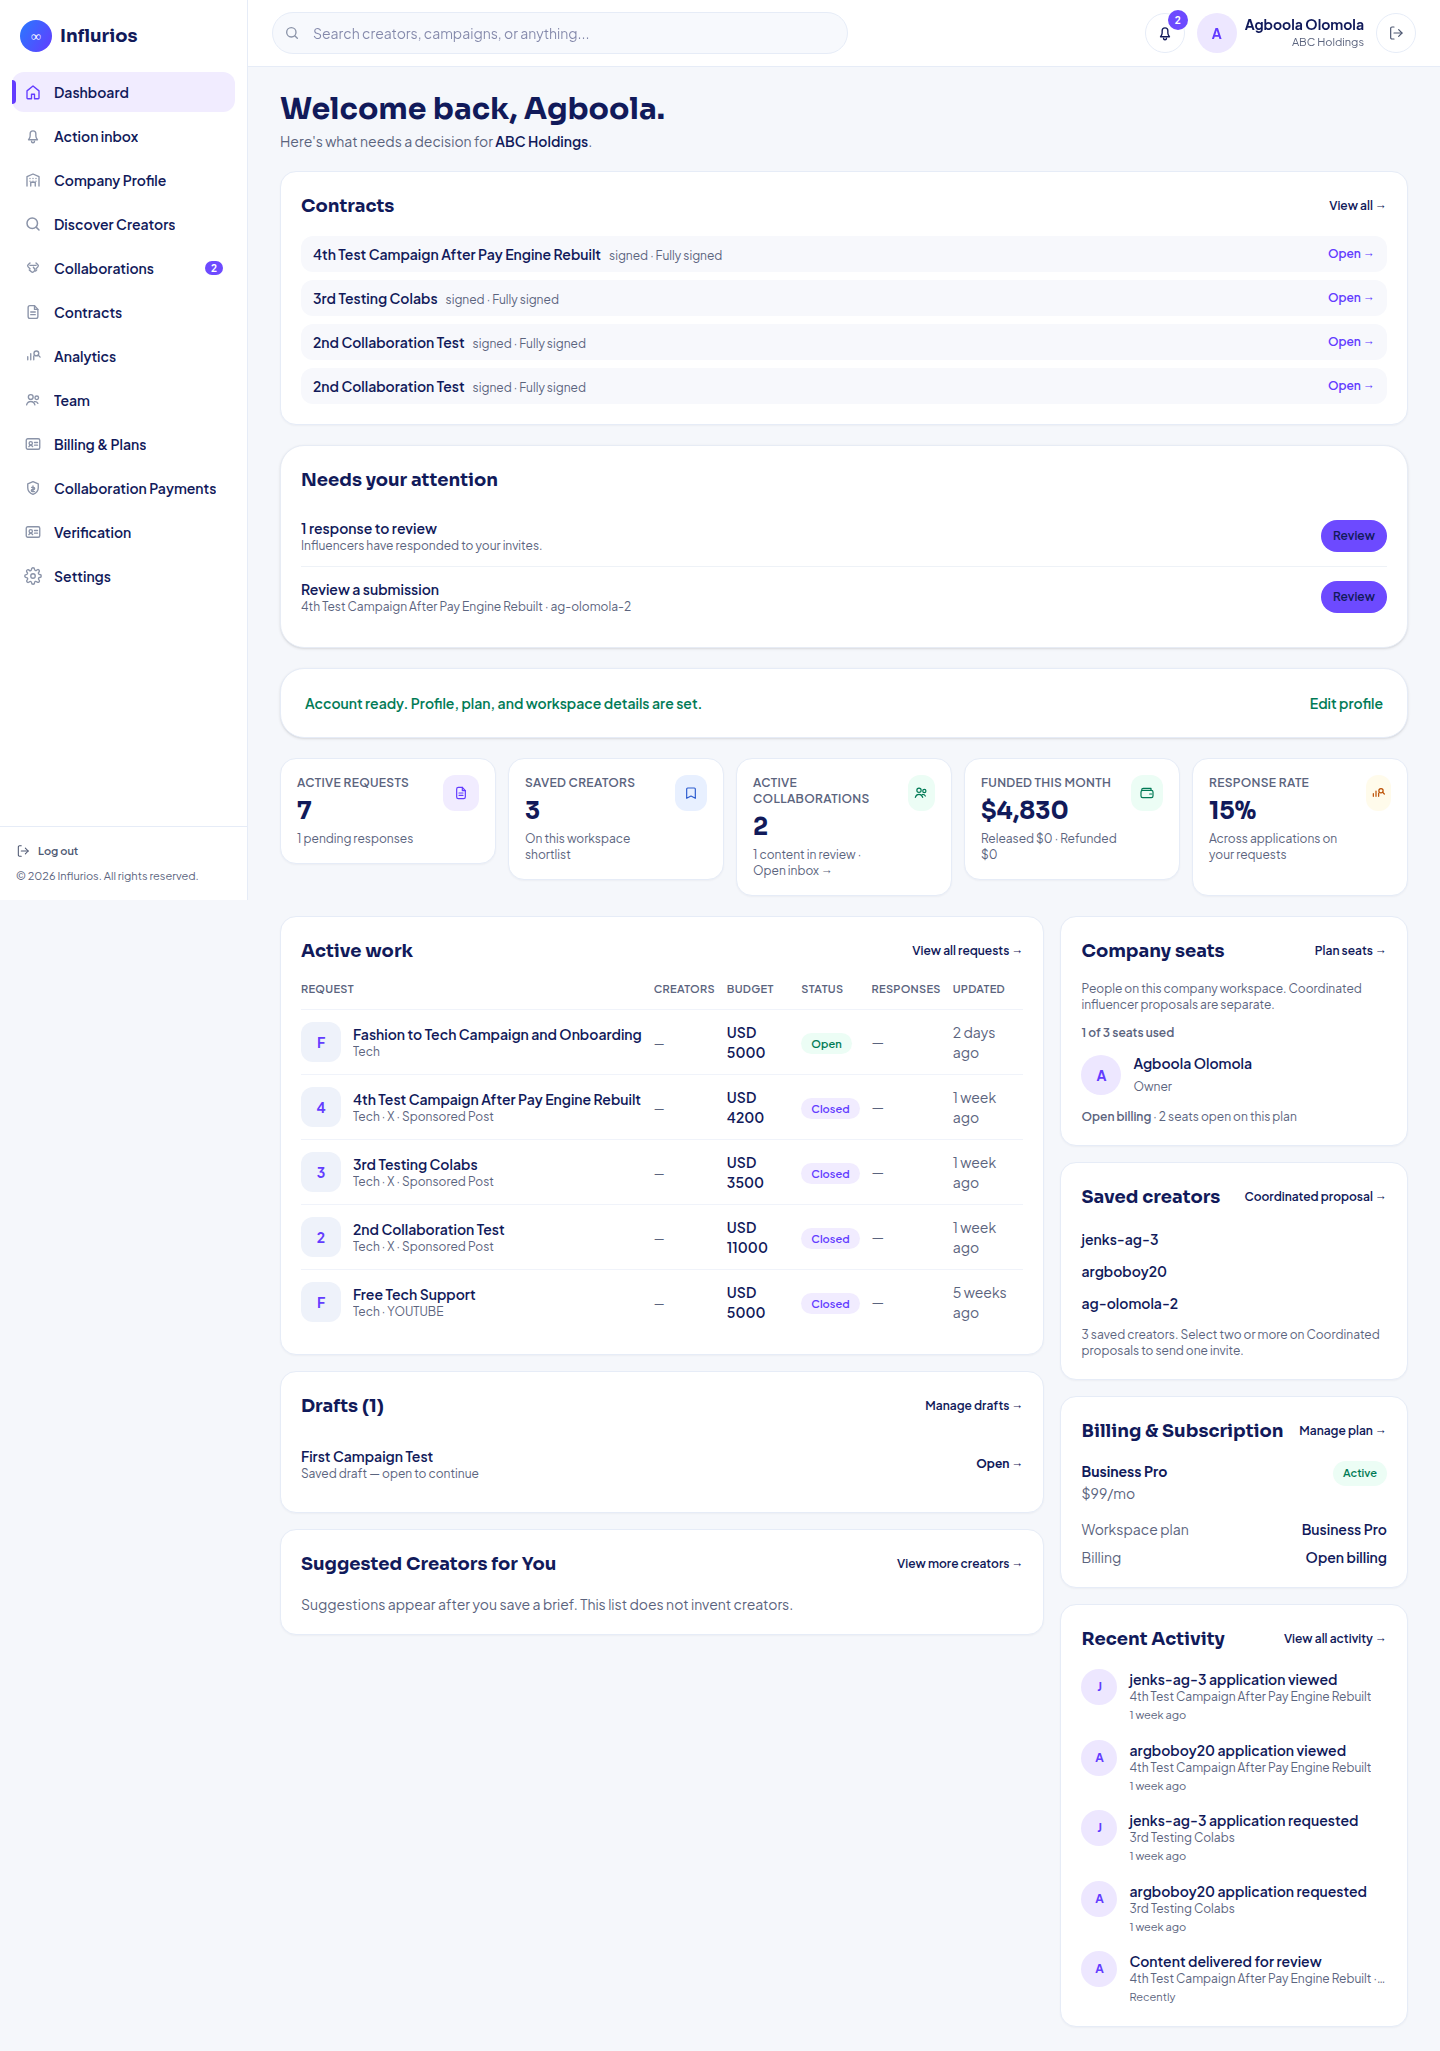 Influrios
Search creators, campaigns, or anything...
2
A
Agboola Olomola
ABC Holdings
Dashboard
Action inbox
Company Profile
Discover Creators
Collaborations
2
Contracts
Analytics
Team
Billing & Plans
Collaboration Payments
Verification
Settings
Log out
© 2026 Influrios. All rights reserved.
Welcome back, Agboola.
Here's what needs a decision for ABC Holdings.
Contracts
View all →
4th Test Campaign After Pay Engine Rebuilt signed · Fully signed
Open →
3rd Testing Colabs signed · Fully signed
Open →
2nd Collaboration Test signed · Fully signed
Open →
2nd Collaboration Test signed · Fully signed
Open →
Needs your attention
1 response to review
Influencers have responded to your invites.
Review
Review a submission
4th Test Campaign After Pay Engine Rebuilt · ag-olomola-2
Review
Account ready. Profile, plan, and workspace details are set.
Edit profile
ACTIVE REQUESTS
7
1 pending responses
SAVED CREATORS
3
On this workspace
shortlist
ACTIVE
COLLABORATIONS
2
1 content in review ·
Open inbox →
FUNDED THIS MONTH
$4,830
Released $0 · Refunded
$0
RESPONSE RATE
15%
Across applications on
your requests
Active work
View all requests →
REQUEST CREATORS BUDGET STATUS RESPONSES UPDATED
F
Fashion to Tech Campaign and Onboarding
Tech
—
USD
5000
Open
—
2 days
ago
4
4th Test Campaign After Pay Engine Rebuilt
Tech · X · Sponsored Post
—
USD
4200
Closed
—
1 week
ago
3
3rd Testing Colabs
Tech · X · Sponsored Post
—
USD
3500
Closed
—
1 week
ago
2
2nd Collaboration Test
Tech · X · Sponsored Post
—
USD
11000
Closed
—
1 week
ago
F
Free Tech Support
Tech · YOUTUBE
—
USD
5000
Closed
—
5 weeks
ago
Drafts (1)
Manage drafts →
First Campaign Test
Saved draft — open to continue
Open →
Suggested Creators for You
View more creators →
Suggestions appear after you save a brief. This list does not invent creators.
Company seats
Plan seats →
People on this company workspace. Coordinated
influencer proposals are separate.
1 of 3 seats used
A
Agboola Olomola
Owner
Open billing · 2 seats open on this plan
Saved creators
Coordinated proposal →
jenks-ag-3
argboboy20
ag-olomola-2
3 saved creators. Select two or more on Coordinated
proposals to send one invite.
Billing & Subscription
Manage plan →
Business Pro
Active
$99/mo
Workspace plan
Business Pro
Billing
Open billing
Recent Activity
View all activity →
J
jenks-ag-3 application viewed
4th Test Campaign After Pay Engine Rebuilt
1 week ago
A
argboboy20 application viewed
4th Test Campaign After Pay Engine Rebuilt
1 week ago
J
jenks-ag-3 application requested
3rd Testing Colabs
1 week ago
A
argboboy20 application requested
3rd Testing Colabs
1 week ago
A
Content delivered for review
4th Test Campaign After Pay Engine Rebuilt ·...
Recently